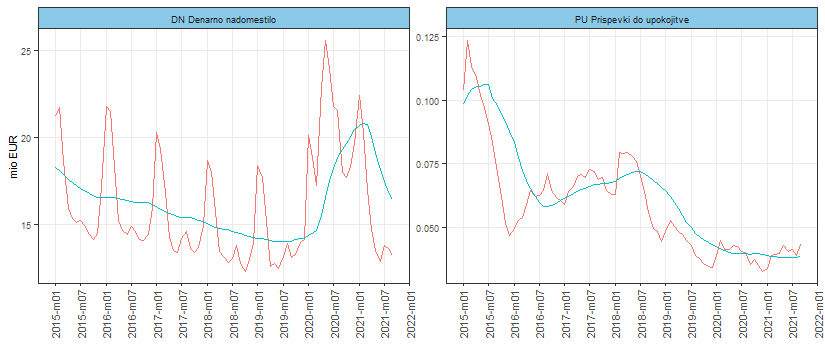 DN Denarno nadomestilo
PU Prispevki do upokojitve
mio EUR
25
20
15
0.125
0.100
0.075
0.050
2015-m01
2015-m07
2016-m01
2016-m07
2017-m01
2017-m07
2018-m01
2018-m07
2019-m01
2019-m07
2020-m01
2020-m07
2021-m01
2021-m07
2022-m01
2015-m01
2015-m07
2016-m01
2016-m07
2017-m01
2017-m07
2018-m01
2018-m07
2019-m01
2019-m07
2020-m01
2020-m07
2021-m01
2021-m07
2022-m01